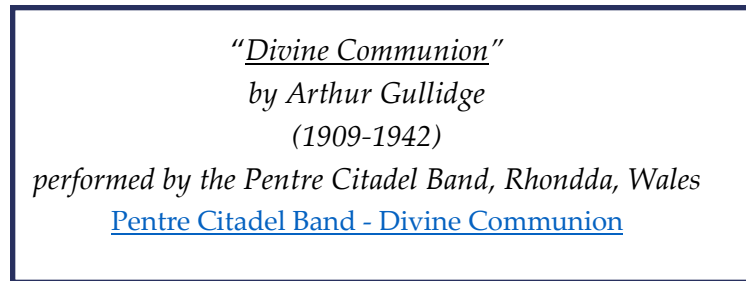 “Divine Communion”
by Arthur Gullidge
(1909-1942)
performed by the Pentre Citadel Band, Rhondda, Wales
Pentre Citadel Band - Divine Communion